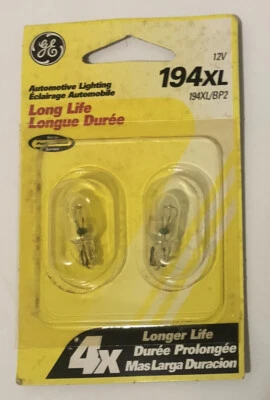 GE
12V
194XL
194XL/BP2
Automotive Lighting
Éclairage Automobile
Long Life
Longue Durée
4X
Longer Life
Durée Prolongée
Mas Larga Duracion